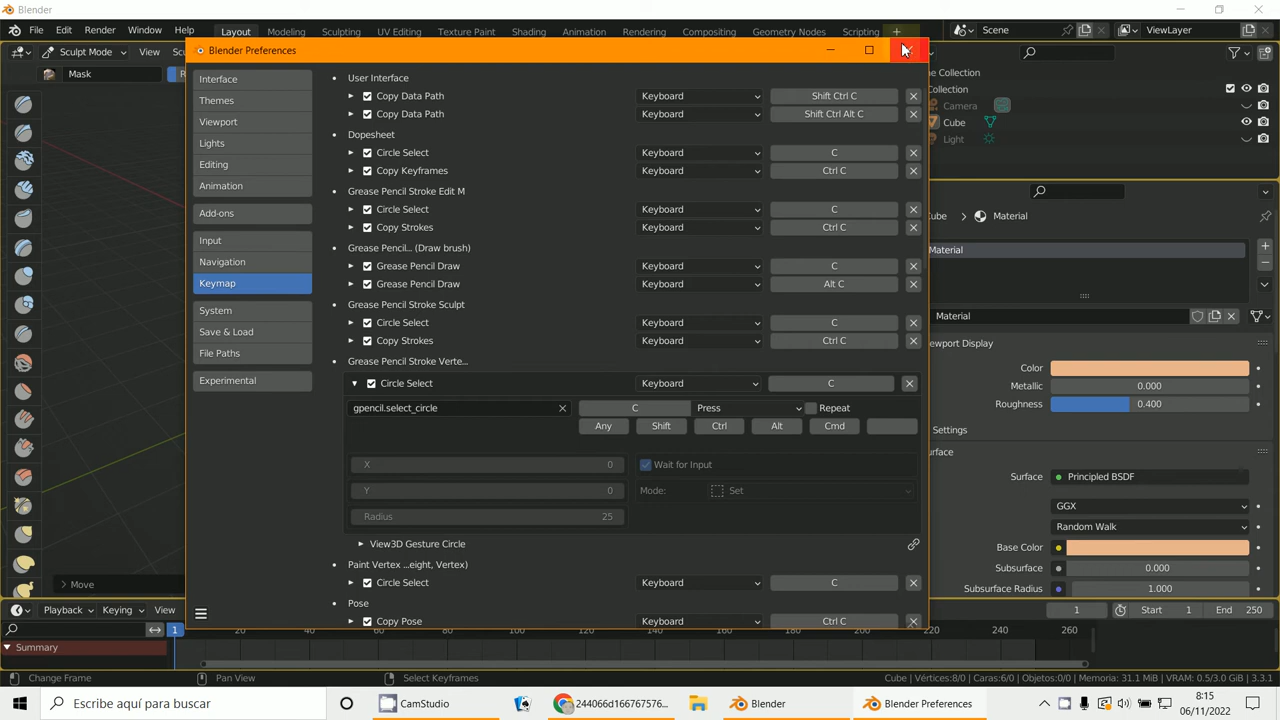 Blender
File Edit Render Window Help Layout Modeling Sculpting UV Editing Texture Paint Shading Animation Rendering Compositing Geometry Nodes Scripting + Scene ViewLayer
Sculpt Mode View
Mask
Blender Preferences
Interface
Themes
Viewport
Lights
Editing
Animation
Add-ons
Input
Navigation
Keymap
System
Save & Load
File Paths
Experimental
User Interface
Copy Data Path Keyboard Shift Ctrl C
Copy Data Path Keyboard Shift Ctrl Alt C
Dopesheet
Circle Select Keyboard C
Copy Keyframes Keyboard Ctrl C
Grease Pencil Stroke Edit M
Circle Select Keyboard C
Copy Strokes Keyboard Ctrl C
Grease Pencil... (Draw brush)
Grease Pencil Draw Keyboard C
Grease Pencil Draw Keyboard Alt C
Grease Pencil Stroke Sculpt
Circle Select Keyboard C
Copy Strokes Keyboard Ctrl C
Grease Pencil Stroke Verte...
Circle Select Keyboard C
gpencil.select_circle C Press Repeat
Any Shift Ctrl Alt Cmd
X 0 Wait for Input
Y 0 Mode: Set
Radius 25
View3D Gesture Circle
Paint Vertex ...eight, Vertex)
Circle Select Keyboard C
Pose
Copy Pose Keyboard Ctrl C
ne Collection
Collection
Camera
Cube
Light
ube Material
Material
Material
iewport Display
Color
Metallic 0.000
Roughness 0.400
Settings
urface
Surface Principled BSDF
GGX
Random Walk
Base Color
Subsurface 0.000
Subsurface Radius 1.000
Move
Playback Keying View 1 Start 1 End 250
1 20 40 60 80 100 120 140 160 180 200 220 240 260
Summary
Change Frame Pan View Select Keyframes Cube | Vértices:8/0 | Caras:6/0 | Objetos:0/0 | Memoria: 31.1 MiB | VRAM: 0.5/3.0 GiB | 3.3.1
Escribe aquí para buscar CamStudio 244066d166767576... Blender Blender Preferences 8:15
06/11/2022